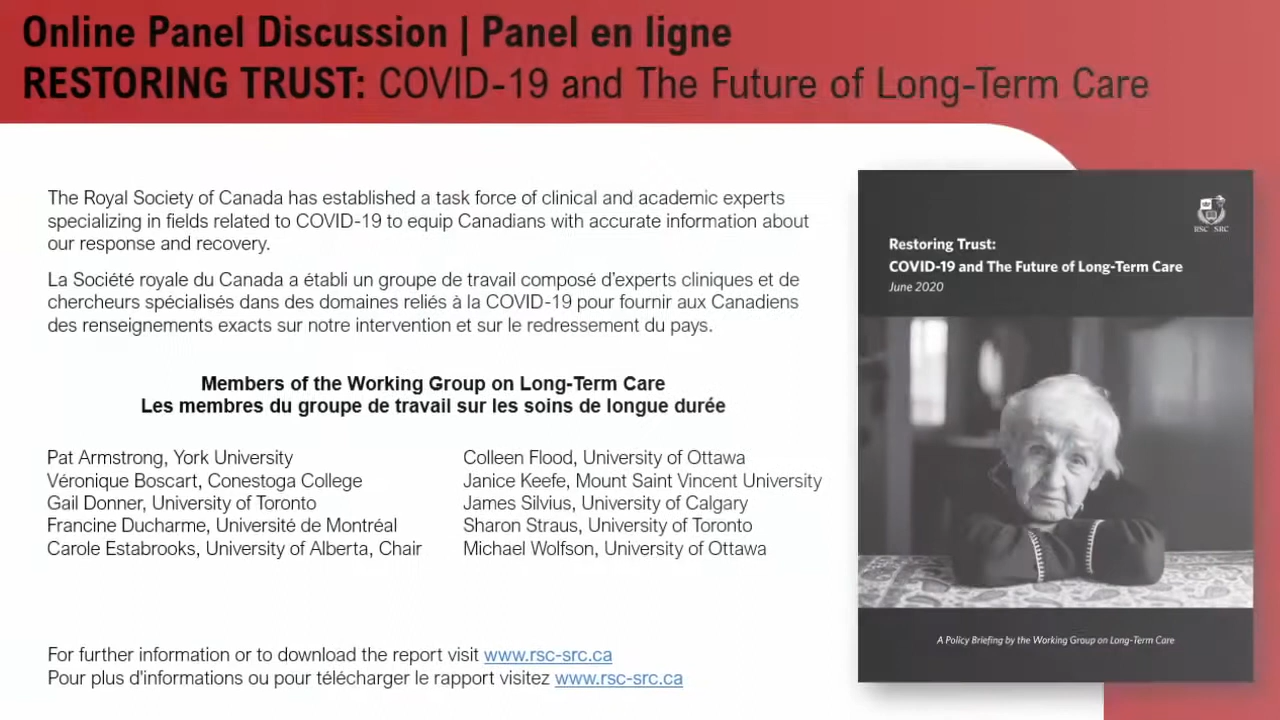 Online Panel Discussion | Panel en ligne
RESTORING TRUST: COVID-19 and The Future of Long-Term Care
The Royal Society of Canada has established a task force of clinical and academic experts
specializing in fields related to COVID-19 to equip Canadians with accurate information about
our response and recovery.
La Société royale du Canada a établi un groupe de travail composé d'experts cliniques et de
chercheurs spécialisés dans des domaines reliés à la COVID-19 pour fournir aux Canadiens
des renseignements exacts sur notre intervention et sur le redressement du pays.
Members of the Working Group on Long-Term Care
Les membres du groupe de travail sur les soins de longue durée
Pat Armstrong, York University
Véronique Boscart, Conestoga College
Gail Donner, University of Toronto
Francine Ducharme, Université de Montréal
Carole Estabrooks, University of Alberta, Chair
Colleen Flood, University of Ottawa
Janice Keefe, Mount Saint Vincent University
James Silvius, University of Calgary
Sharon Straus, University of Toronto
Michael Wolfson, University of Ottawa
For further information or to download the report visit www.rsc-src.ca
Pour plus d'informations ou pour télécharger le rapport visitez www.rsc-src.ca
RSC SRC
Restoring Trust:
COVID-19 and The Future of Long-Term Care
June 2020
A Policy Briefing by the Working Group on Long-Term Care